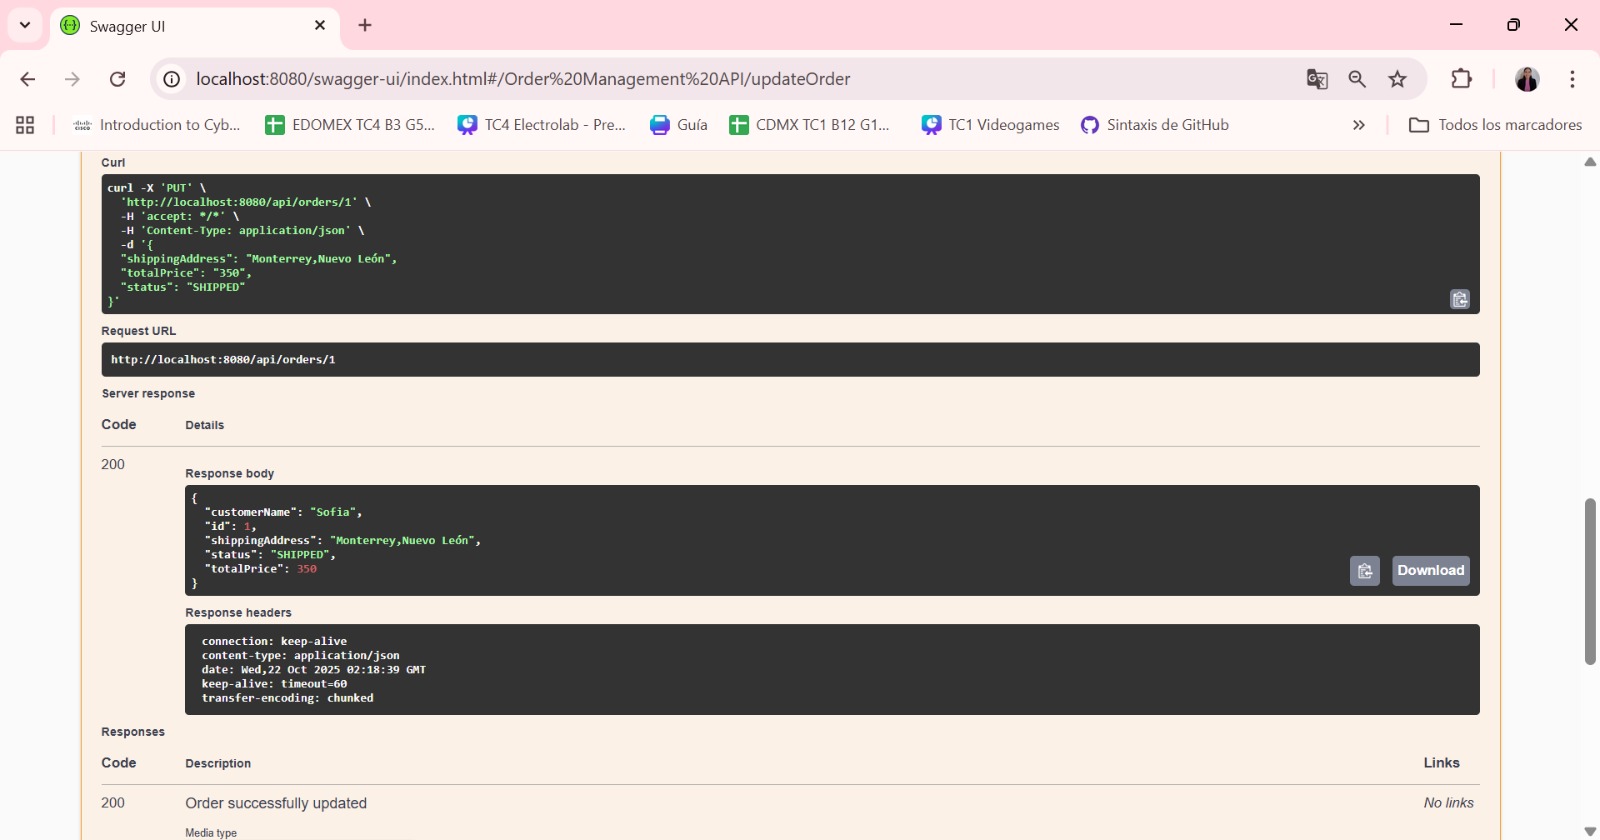 Swagger UI
localhost:8080/swagger-ui/index.html#/Order%20Management%20API/updateOrder
Introduction to Cyb...
EDOMEX TC4 B3 G5...
TC4 Electrolab - Pre...
Guía
CDMX TC1 B12 G1...
TC1 Videogames
Sintaxis de GitHub
»
Todos los marcadores
Curl
curl -X 'PUT' \
'http://localhost:8080/api/orders/1' \
-H 'accept: */*' \
-H 'Content-Type: application/json' \
-d '{
"shippingAddress": "Monterrey,Nuevo León",
"totalPrice": "350",
"status": "SHIPPED"
}'
Request URL
http://localhost:8080/api/orders/1
Server response
Code Details
200
Response body
{
"customerName": "Sofia",
"id": 1,
"shippingAddress": "Monterrey,Nuevo León",
"status": "SHIPPED",
"totalPrice": 350
}
Download
Response headers
connection: keep-alive
content-type: application/json
date: Wed,22 Oct 2025 02:18:39 GMT
keep-alive: timeout=60
transfer-encoding: chunked
Responses
Code Description Links
200 Order successfully updated No links
Media type